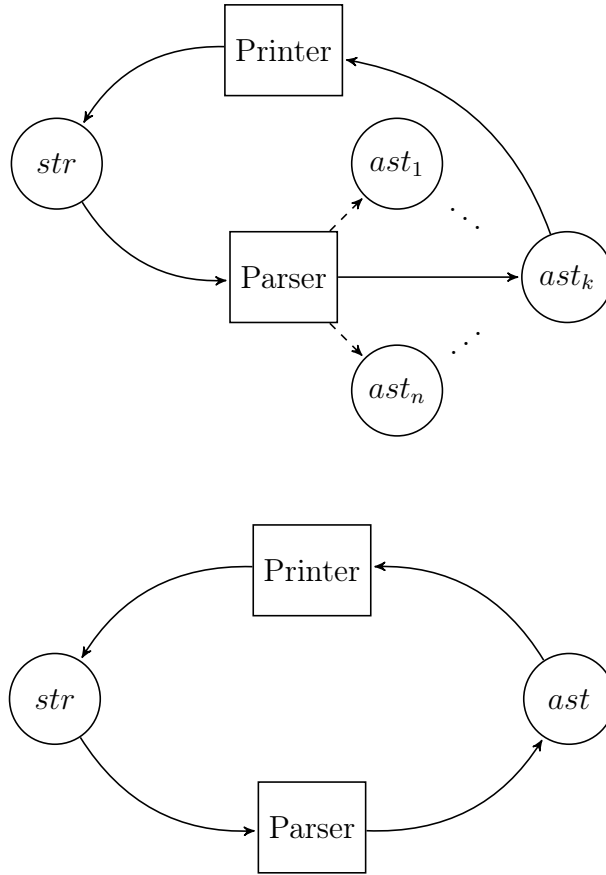 Printer
str
ast₁
Parser
astₖ
astₙ
Printer
str
ast
Parser